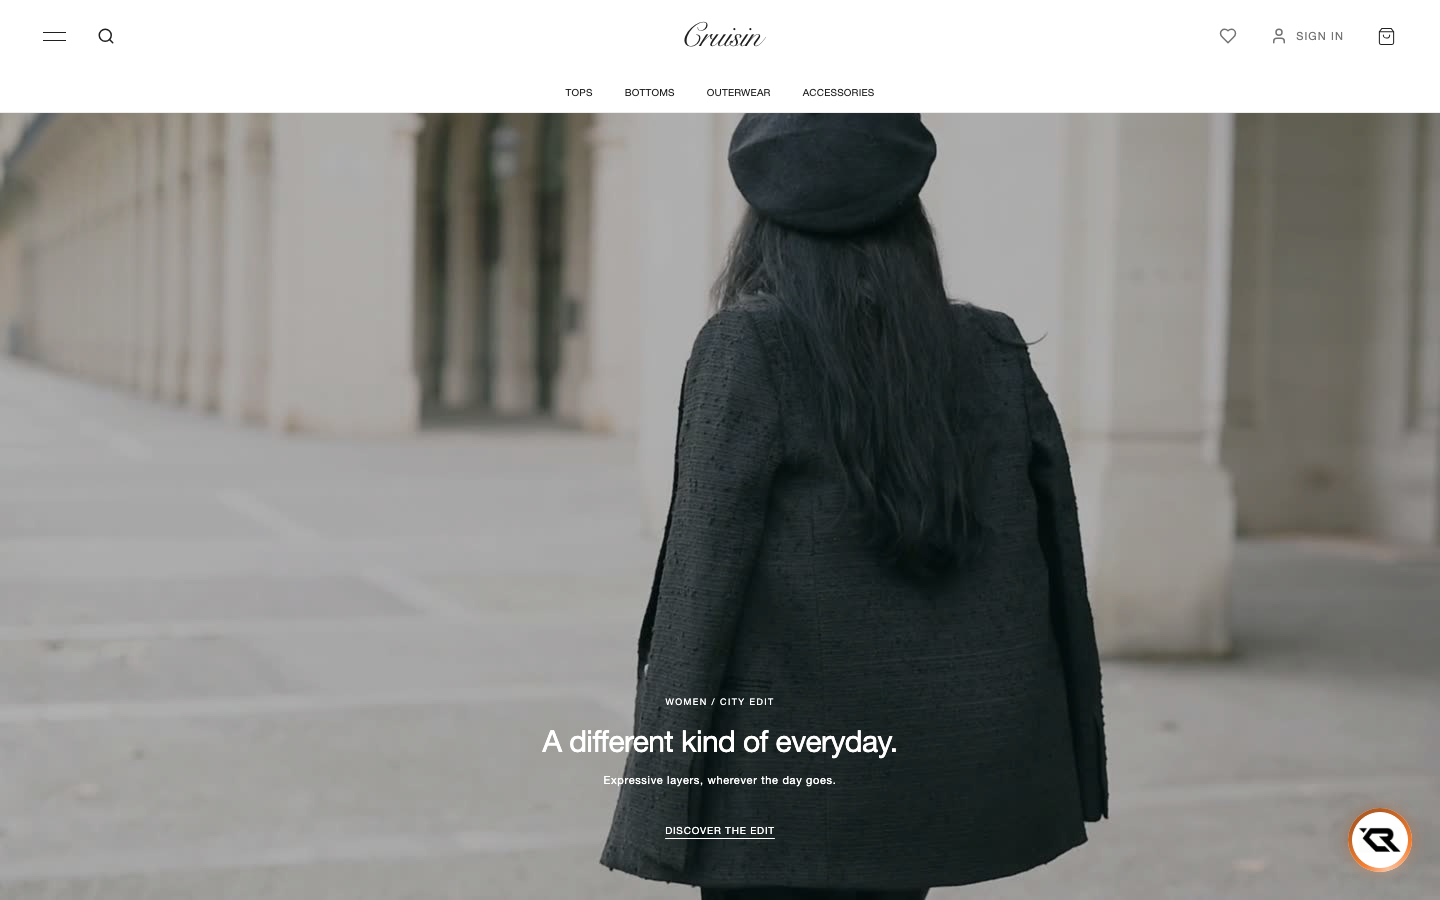 Cruisin
SIGN IN
TOPS
BOTTOMS
OUTERWEAR
ACCESSORIES
WOMEN / CITY EDIT
A different kind of everyday.
Expressive layers, wherever the day goes.
DISCOVER THE EDIT